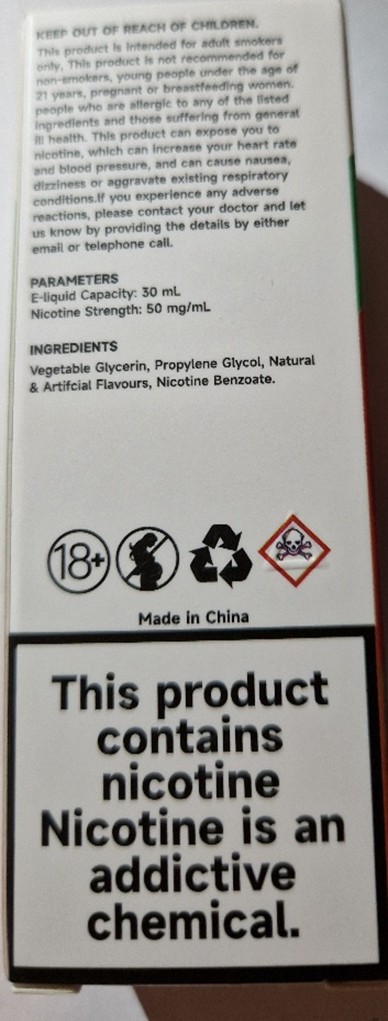 KEEP OUT OF REACH OF CHILDREN.
This product is intended for adult smokers
only, This product is not recommended for
non-smokers, young people under the age of
21 years, pregnant or breastfeeding women.
people who are allergic to any of the listed
ingredients and those suffering from general
ill health. This product can expose you to
nicotine, which can increase your heart rate
and blood pressure, and can cause nausea,
dizziness or aggravate existing respiratory
conditions.If you experience any adverse
reactions, please contact your doctor and let
us know by providing the details by either
email or telephone call.
PARAMETERS
E-liquid Capacity: 30 mL
Nicotine Strength: 50 mg/mL
INGREDIENTS
Vegetable Glycerin, Propylene Glycol, Natural
& Artifcial Flavours, Nicotine Benzoate.
18+
Made in China
This product
contains
nicotine
Nicotine is an
addictive
chemical.